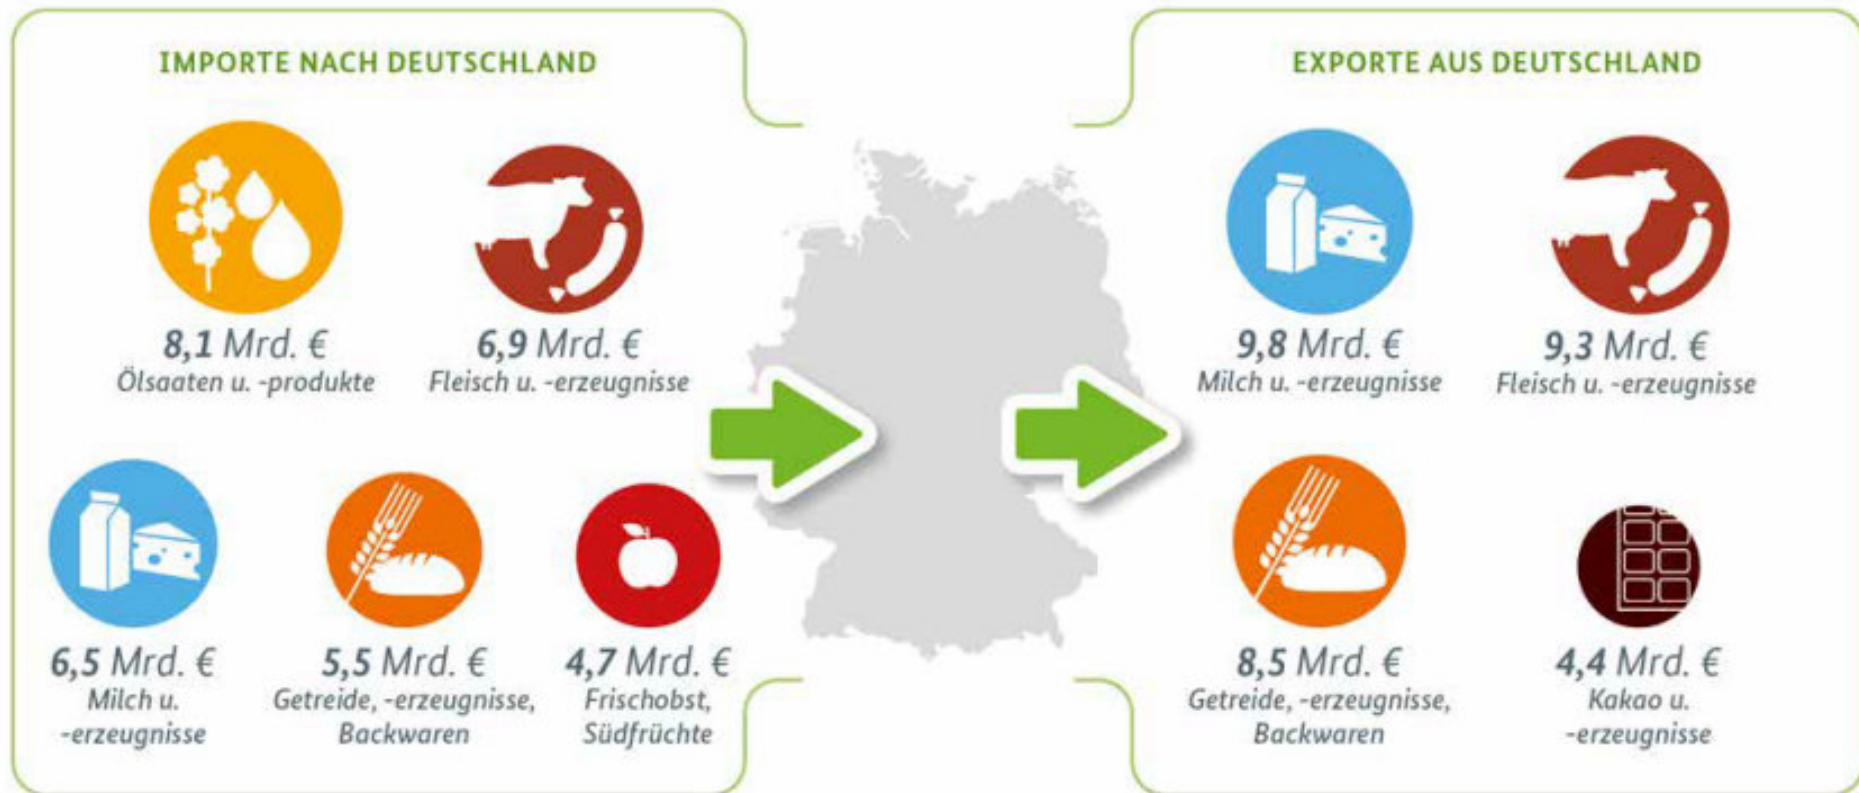 IMPORTE NACH DEUTSCHLAND
8,1 Mrd. €
Ölsaaten u. -produkte
6,9 Mrd. €
Fleisch u. -erzeugnisse
6,5 Mrd. €
Milch u.
-erzeugnisse
5,5 Mrd. €
Getreide, -erzeugnisse,
Backwaren
4,7 Mrd. €
Frischobst,
Südfrüchte
EXPORTE AUS DEUTSCHLAND
9,8 Mrd. €
Milch u. -erzeugnisse
9,3 Mrd. €
Fleisch u. -erzeugnisse
8,5 Mrd. €
Getreide, -erzeugnisse,
Backwaren
4,4 Mrd. €
Kakao u.
-erzeugnisse